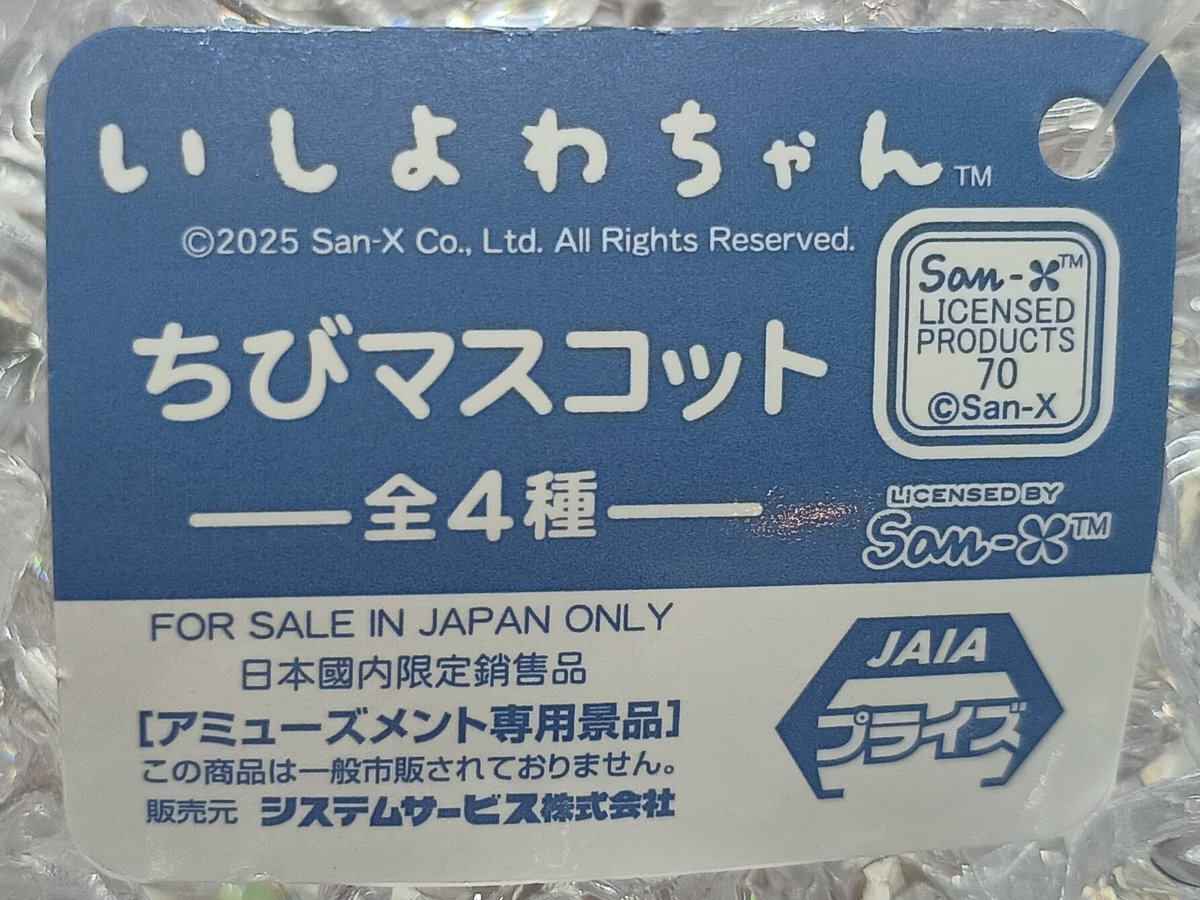 いしよわちゃん™
©2025 San-X Co., Ltd. All Rights Reserved.
ちびマスコット
全4種
San-X™
LICENSED
PRODUCTS
70
©San-X
LICENSED BY
San-X™
FOR SALE IN JAPAN ONLY
日本國内限定銷售品
[アミューズメント専用景品]
この商品は一般市販されておりません。
販売元 システムサービス株式会社
JAIA
プライズ